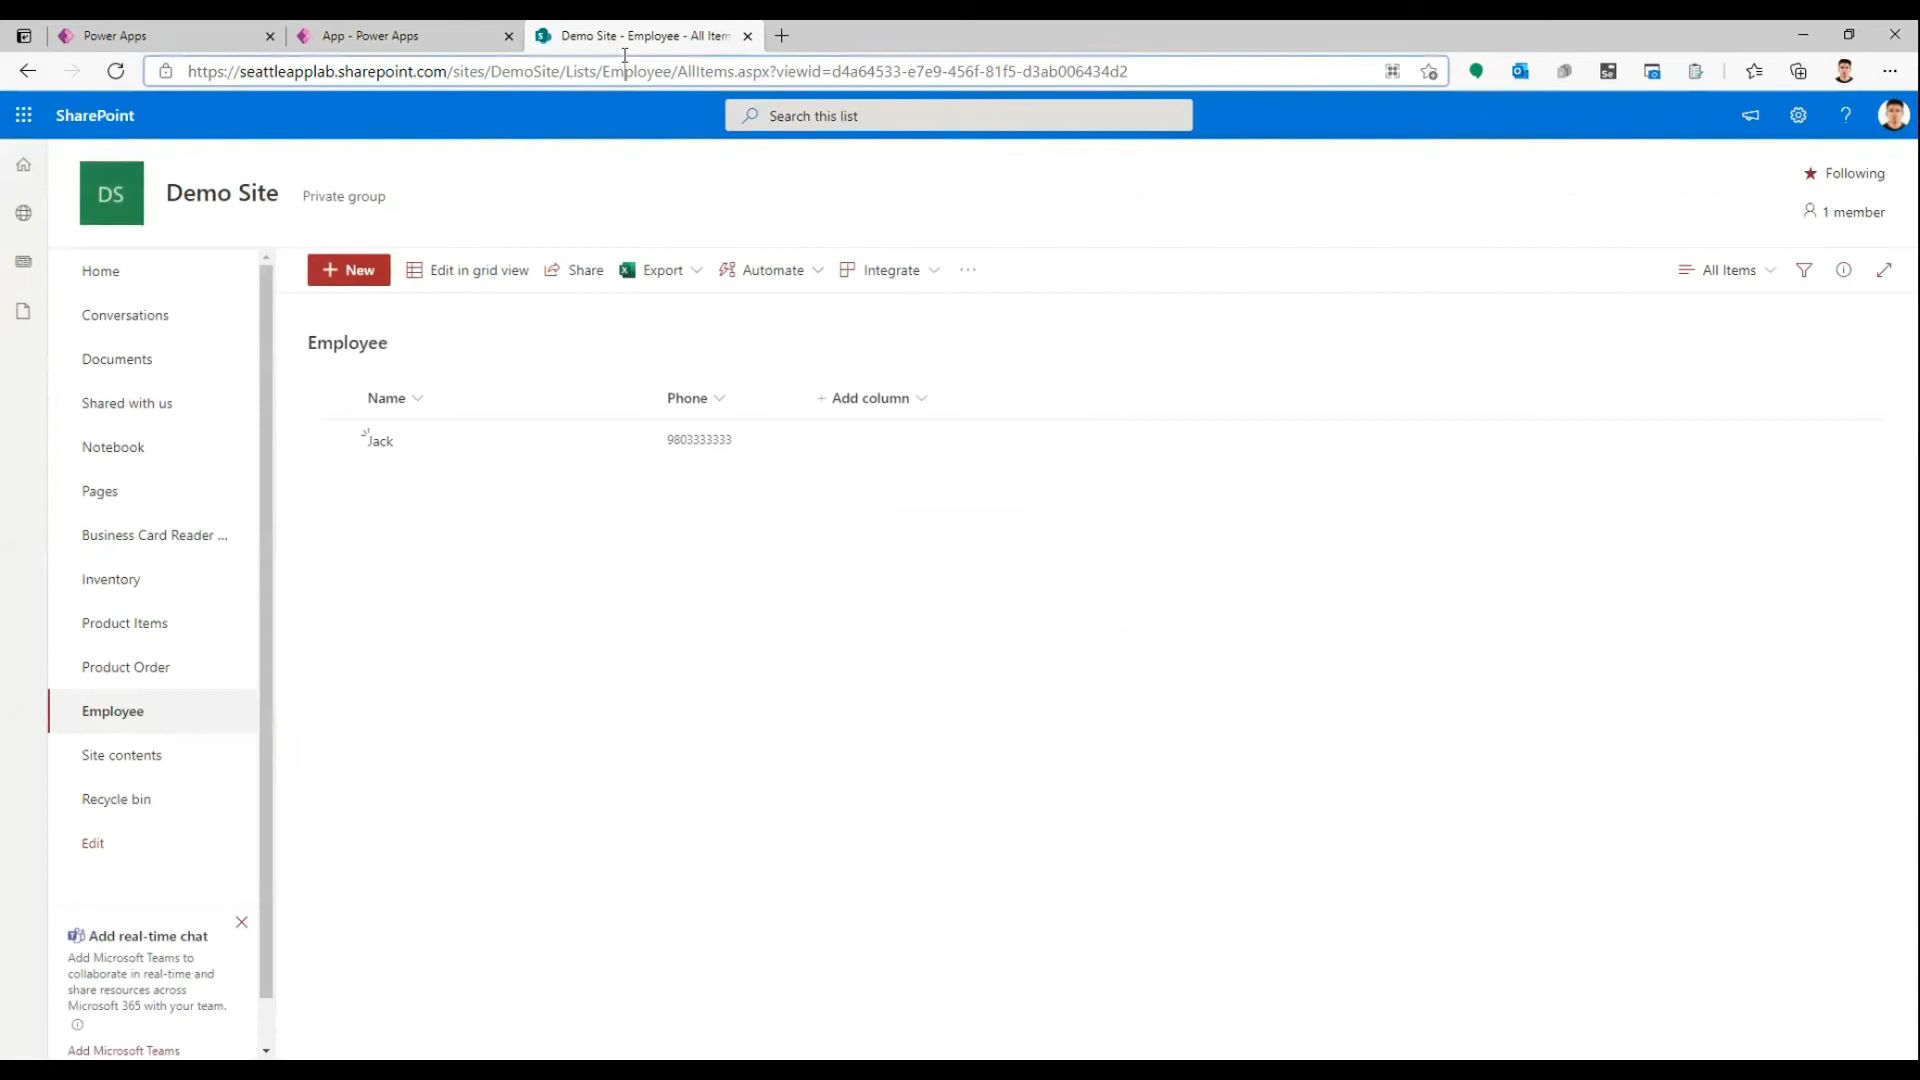 Power Apps
App - Power Apps
Demo Site - Employee - All Item
https://seattleapplab.sharepoint.com/sites/DemoSite/Lists/Employee/AllItems.aspx?viewid=d4a64533-e7e9-456f-81f5-d3ab006434d2
SharePoint
Search this list
DS
Demo Site
Private group
Following
1 member
Home
Conversations
Documents
Shared with us
Notebook
Pages
Business Card Reader ...
Inventory
Product Items
Product Order
Employee
Site contents
Recycle bin
Edit
Add real-time chat
Add Microsoft Teams to
collaborate in real-time and
share resources across
Microsoft 365 with your team.
Add Microsoft Teams
+ New
Edit in grid view
Share
Export
Automate
Integrate
...
All Items
Employee
Name
Phone
+ Add column
Jack
9803333333